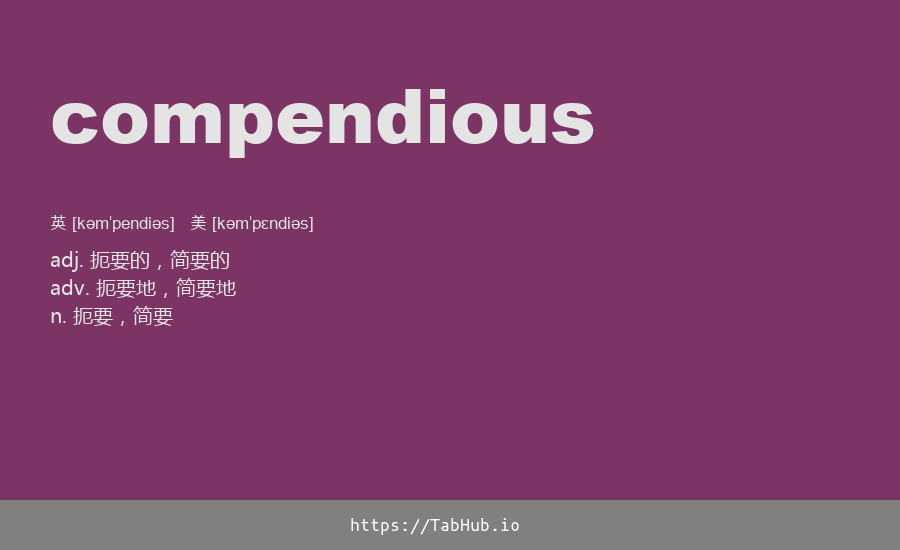 compendious
英 [kəmˈpendiəs]   美 [kəmˈpɛndiəs]
adj. 扼要的，简要的
adv. 扼要地，简要地
n. 扼要，简要
https://TabHub.io